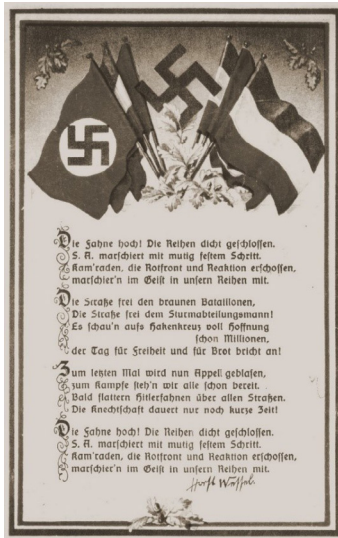 Die Fahne hoch! Die Reihen dicht geschlossen.
S. A. marschiert mit mutig festem Schritt.
Kam'raden, die Rotfront und Reaktion erschossen,
marschier'n im Geist in unsern Reihen mit.
Die Straße frei den braunen Bataillonen,
Die Straße frei dem Sturmabteilungsmann!
Es schau'n aufs Hakenkreuz voll Hoffnung
schon Millionen,
der Tag für Freiheit und für Brot bricht an!
Zum letzten Mal wird nun Appell geblasen,
zum Kampfe steh'n wir alle schon bereit.
Bald flattern Hitlerfahnen über allen Straßen.
Die Knechtschaft dauert nur noch kurze Zeit!
Die Fahne hoch! Die Reihen dicht geschlossen.
S. A. marschiert mit mutig festem Schritt.
Kam'raden, die Rotfront und Reaktion erschossen,
marschier'n im Geist in unsern Reihen mit.
Horst Wessel